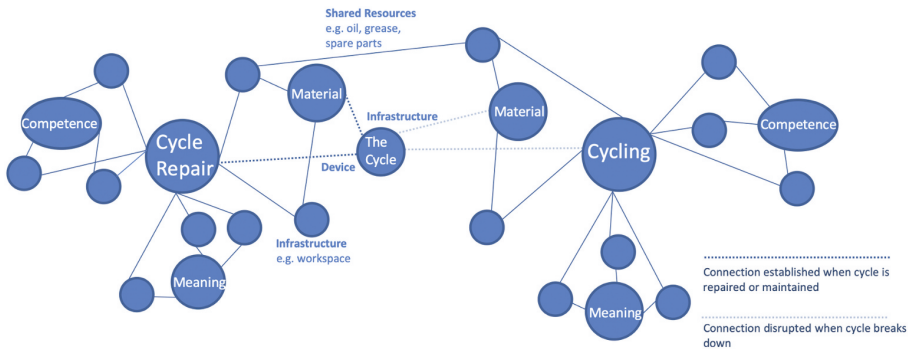 Shared Resources
e.g. oil, grease,
spare parts
Material
Infrastructure
Material
Competence
Cycle
Repair
The
Cycle
Device
Cycling
Competence
Infrastructure
e.g. workspace
Meaning
Meaning
Connection established when cycle is
repaired or maintained
Connection disrupted when cycle breaks
down